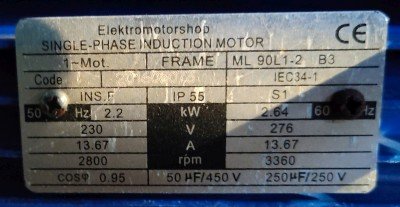 Elektromotorshop
SINGLE-PHASE INDUCTION MOTOR CE
1~Mot. FRAME ML 90L1-2 B3
Code IEC34-1
INS.F IP 55 S1
50 Hz 2.2 kW 2.64 60
230 V 276
13.67 A 13.67
2800 rpm 3360
COSφ 0.95 50 μF/450 V 250μF/250 V